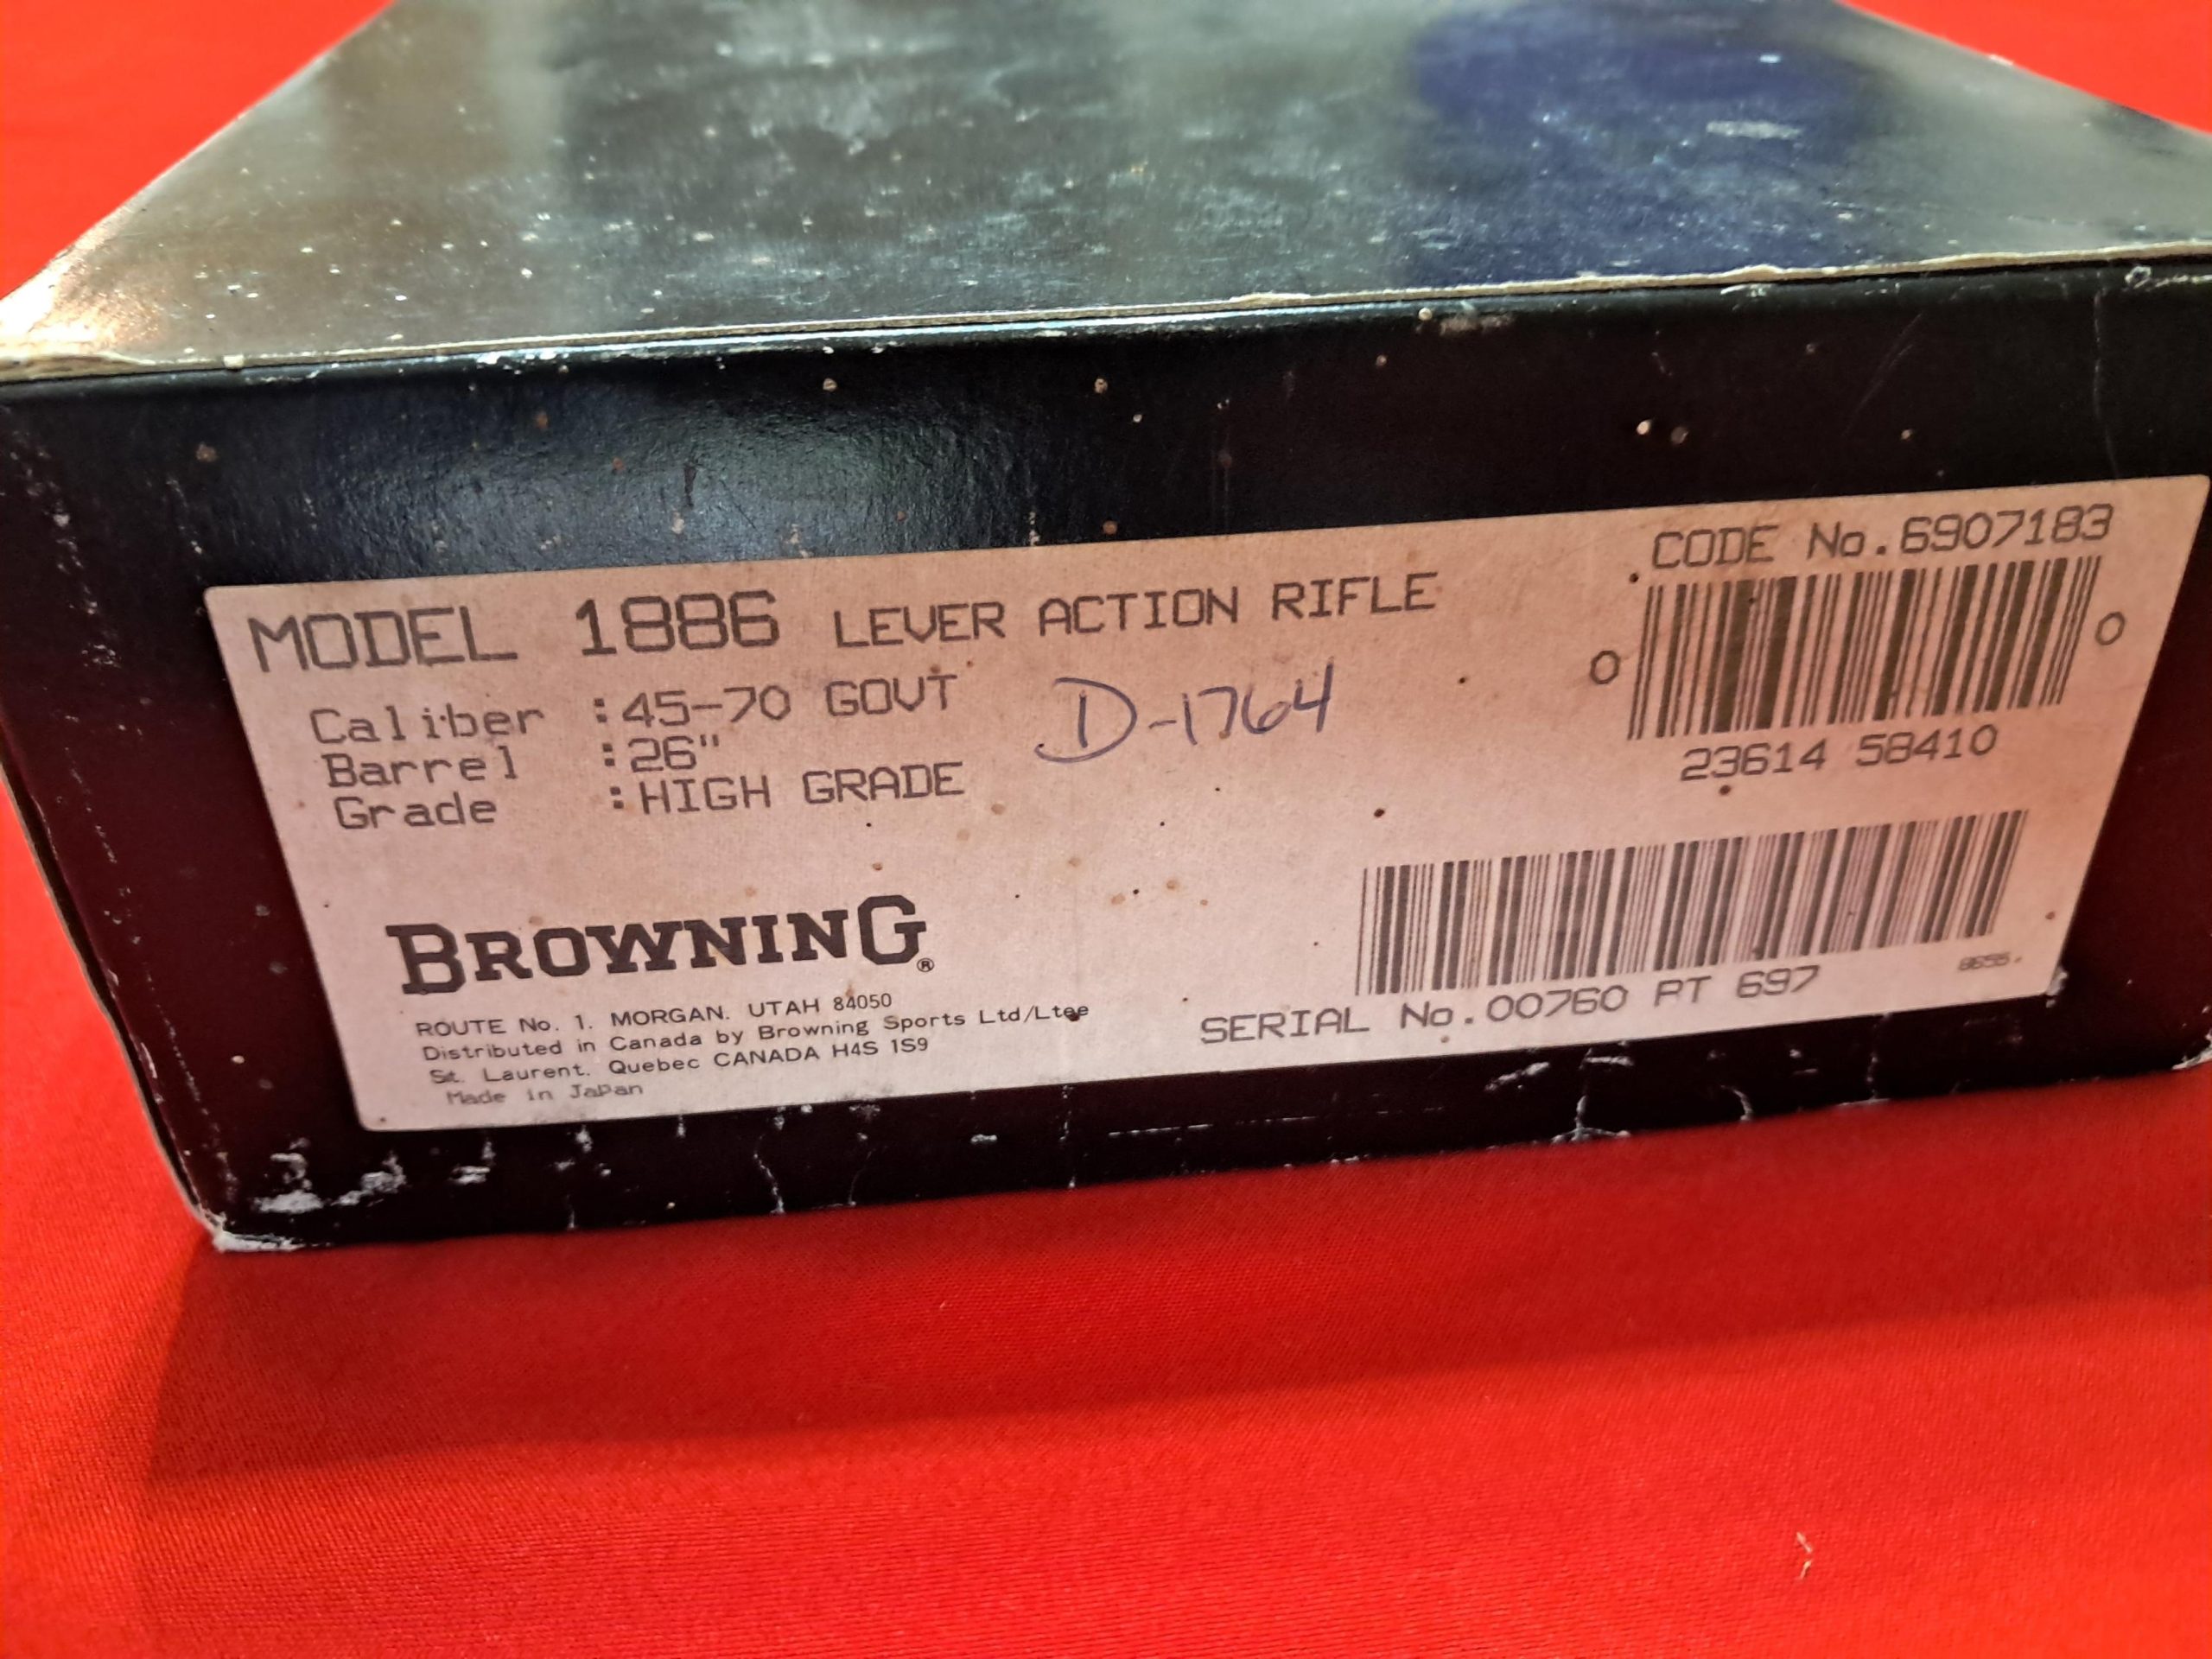 MODEL 1886 LEVER ACTION RIFLE
Caliber :45-70 GOVT
Barrel :26"
Grade :HIGH GRADE
D-1764
CODE No.6907183
0 0
23614 58410
BROWNING®
ROUTE No. 1. MORGAN. UTAH 84050
Distributed in Canada by Browning Sports Ltd/Ltee
St. Laurent. Quebec CANADA H4S 1S9
Made in Japan
SERIAL No.00760 PT 697